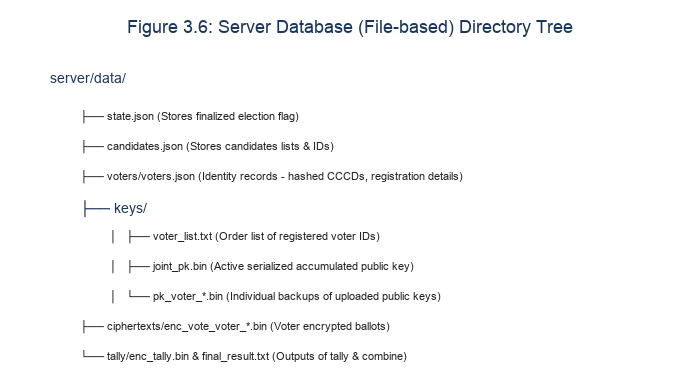 Figure 3.6: Server Database (File-based) Directory Tree
server/data/
├── state.json (Stores finalized election flag)
├── candidates.json (Stores candidates lists & IDs)
├── voters/voters.json (Identity records - hashed CCCDs, registration details)
├── keys/
│ ├── voter_list.txt (Order list of registered voter IDs)
│ ├── joint_pk.bin (Active serialized accumulated public key)
│ └── pk_voter_*.bin (Individual backups of uploaded public keys)
├── ciphertexts/enc_vote_voter_*.bin (Voter encrypted ballots)
└── tally/enc_tally.bin & final_result.txt (Outputs of tally & combine)